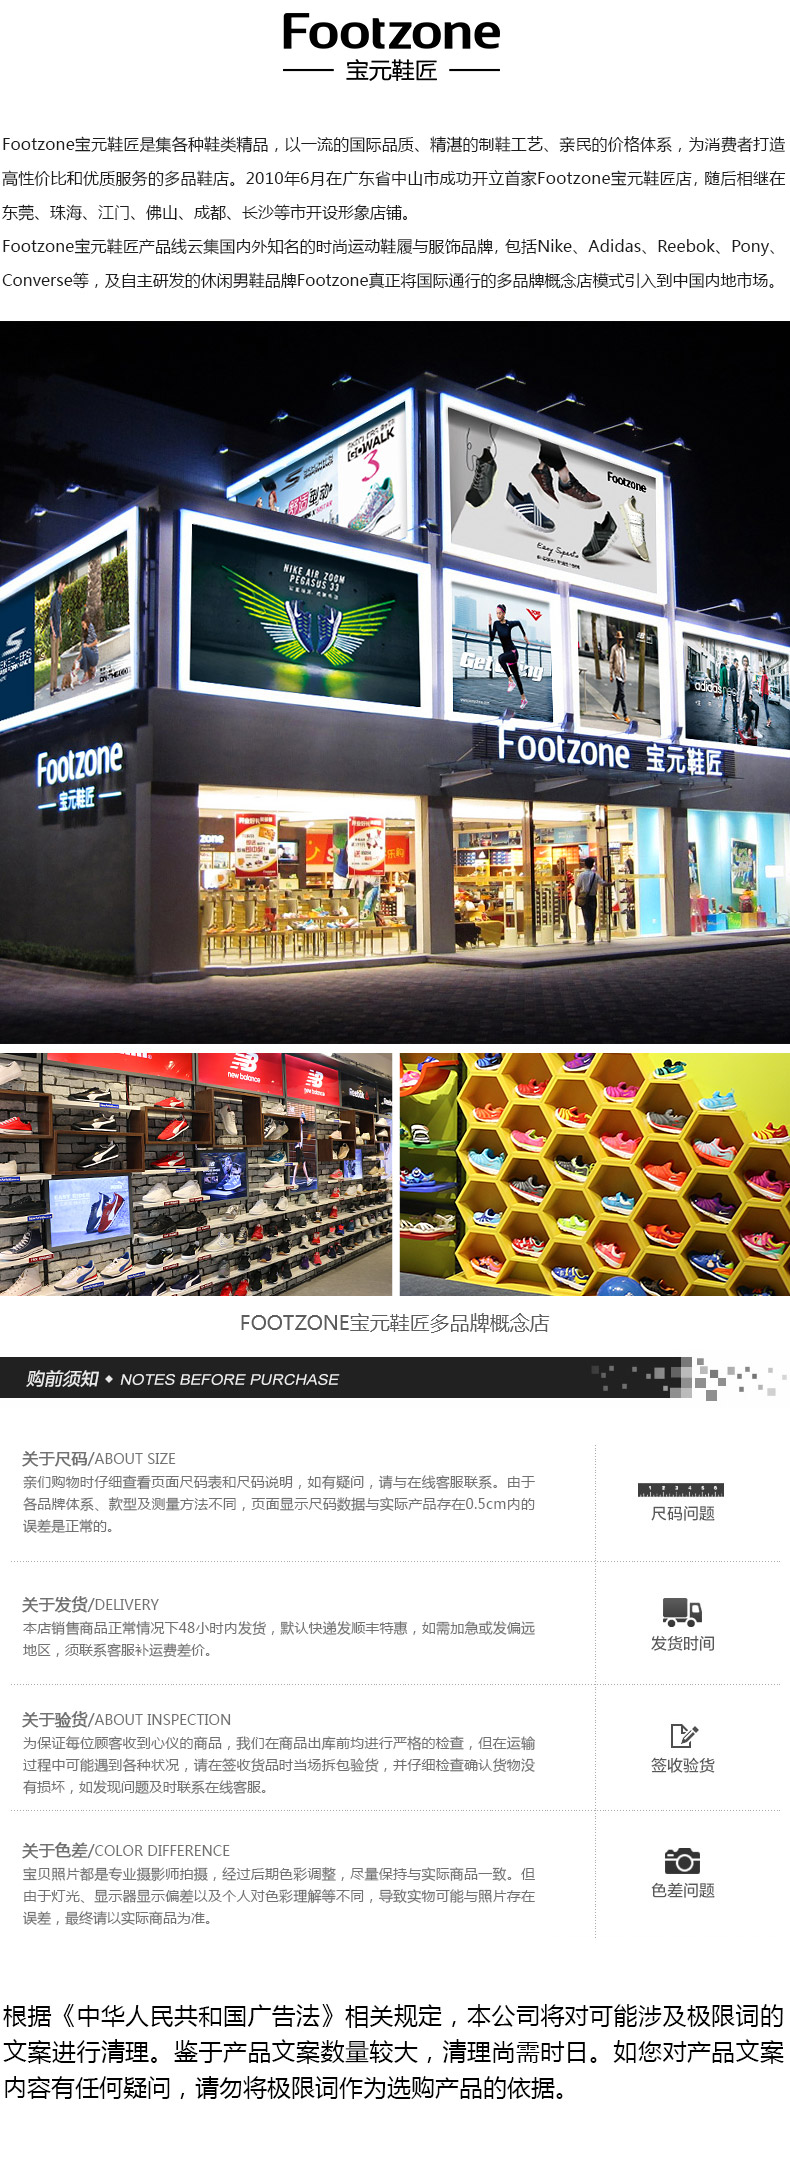 Footzone
宝元鞋匠
Footzone宝元鞋匠是集各种鞋类精品，以一流的国际品质、精湛的制鞋工艺、亲民的价格体系，为消费者打造
高性价比和优质服务的多品鞋店。2010年6月在广东省中山市成功开立首家Footzone宝元鞋匠店，随后相继在
东莞、珠海、江门、佛山、成都、长沙等市开设形象店铺。
Footzone宝元鞋匠产品线云集国内外知名的时尚运动鞋履与服饰品牌，包括Nike、Adidas、Reebok、Pony、
Converse等，及自主研发的休闲男鞋品牌Footzone真正将国际通行的多品牌概念店模式引入到中国内地市场。
GOWALK
3
Footzone
Easy Sports
NIKE AIR ZOOM
PEGASUS 33
Footzone 宝元鞋匠
Footzone
宝元鞋匠
new balance
new balance
Reebok
FOOTZONE宝元鞋匠多品牌概念店
购前须知 ◆ NOTES BEFORE PURCHASE
关于尺码/ABOUT SIZE
亲们购物时仔细查看页面尺码表和尺码说明，如有疑问，请与在线客服联系。由于
各品牌体系、款型及测量方法不同，页面显示尺码数据与实际产品存在0.5cm内的
误差是正常的。
尺码问题
关于发货/DELIVERY
本店销售商品正常情况下48小时内发货，默认快递发顺丰特惠，如需加急或发偏远
地区，须联系客服补运费差价。
发货时间
关于验货/ABOUT INSPECTION
为保证每位顾客收到心仪的商品，我们在商品出库前均进行严格的检查，但在运输
过程中可能遇到各种状况，请在签收货品时当场拆包验货，并仔细检查确认货物没
有损坏，如发现问题及时联系在线客服。
签收验货
关于色差/COLOR DIFFERENCE
宝贝照片都是专业摄影师拍摄，经过后期色彩调整，尽量保持与实际商品一致。但
由于灯光、显示器显示偏差以及个人对色彩理解等不同，导致实物可能与照片存在
误差，最终请以实际商品为准。
色差问题
根据《中华人民共和国广告法》相关规定，本公司将对可能涉及极限词的
文案进行清理。鉴于产品文案数量较大，清理尚需时日。如您对产品文案
内容有任何疑问，请勿将极限词作为选购产品的依据。